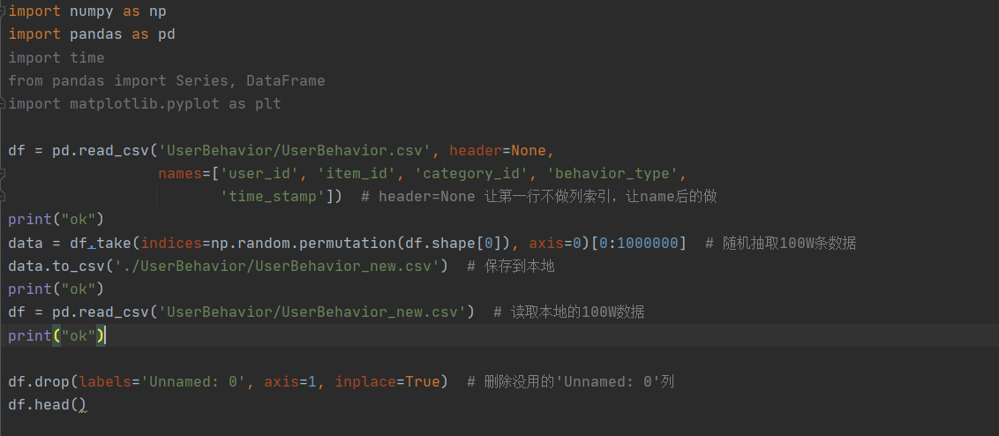 import numpy as np
import pandas as pd
import time
from pandas import Series, DataFrame
import matplotlib.pyplot as plt
df = pd.read_csv('UserBehavior/UserBehavior.csv', header=None,
names=['user_id', 'item_id', 'category_id', 'behavior_type',
'time_stamp'])  # header=None 让第一行不做列索引，让name后的做
print("ok")
data = df.take(indices=np.random.permutation(df.shape[0]), axis=0)[0:1000000]  # 随机抽取100W条数据
data.to_csv('./UserBehavior/UserBehavior_new.csv')  # 保存到本地
print("ok")
df = pd.read_csv('UserBehavior/UserBehavior_new.csv')  # 读取本地的100W数据
print("ok")
df.drop(labels='Unnamed: 0', axis=1, inplace=True)  # 删除没用的'Unnamed: 0'列
df.head()